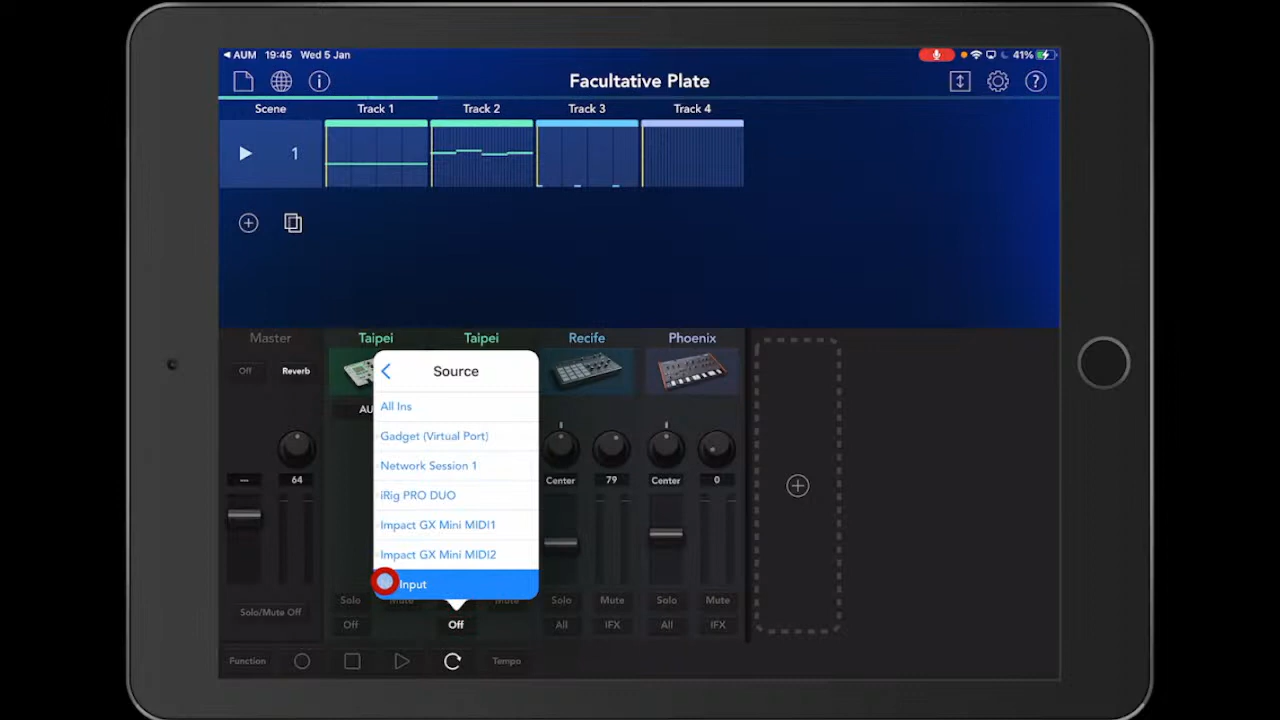 ◀ AUM 19:45 Wed 5 Jan 41%
Facultative Plate
Scene Track 1 Track 2 Track 3 Track 4
1
Master Taipei Taipei Recife Phoenix
Off Reverb
AU
Source
All Ins
Gadget (Virtual Port)
Network Session 1
iRig PRO DUO
Impact GX Mini MIDI1
Impact GX Mini MIDI2
Input
--- 64 Center 79 Center 0
Solo Mute Mute Solo Mute Solo Mute
Solo/Mute Off
Off Off All IFX All IFX
Function Tempo